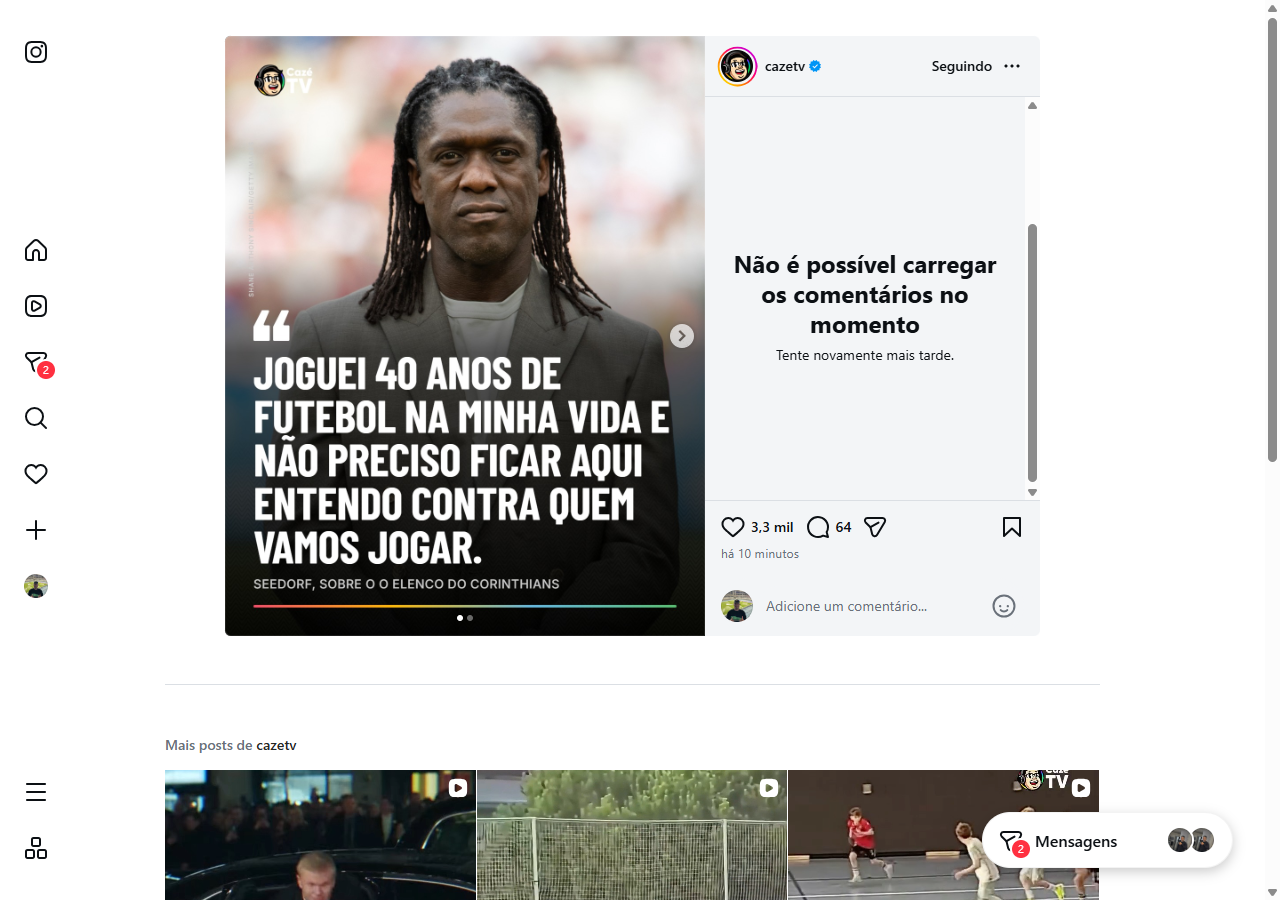 Cazé
TV
cazetv
Seguindo
Não é possível carregar
os comentários no
momento
Tente novamente mais tarde.
“
JOGUEI 40 ANOS DE
FUTEBOL NA MINHA VIDA E
NÃO PRECISO FICAR AQUI
ENTENDO CONTRA QUEM
VAMOS JOGAR.
SEEDORF, SOBRE O O ELENCO DO CORINTHIANS
3,3 mil
64
há 10 minutos
Adicione um comentário...
2
Mais posts de cazetv
Cazé
TV
2
Mensagens